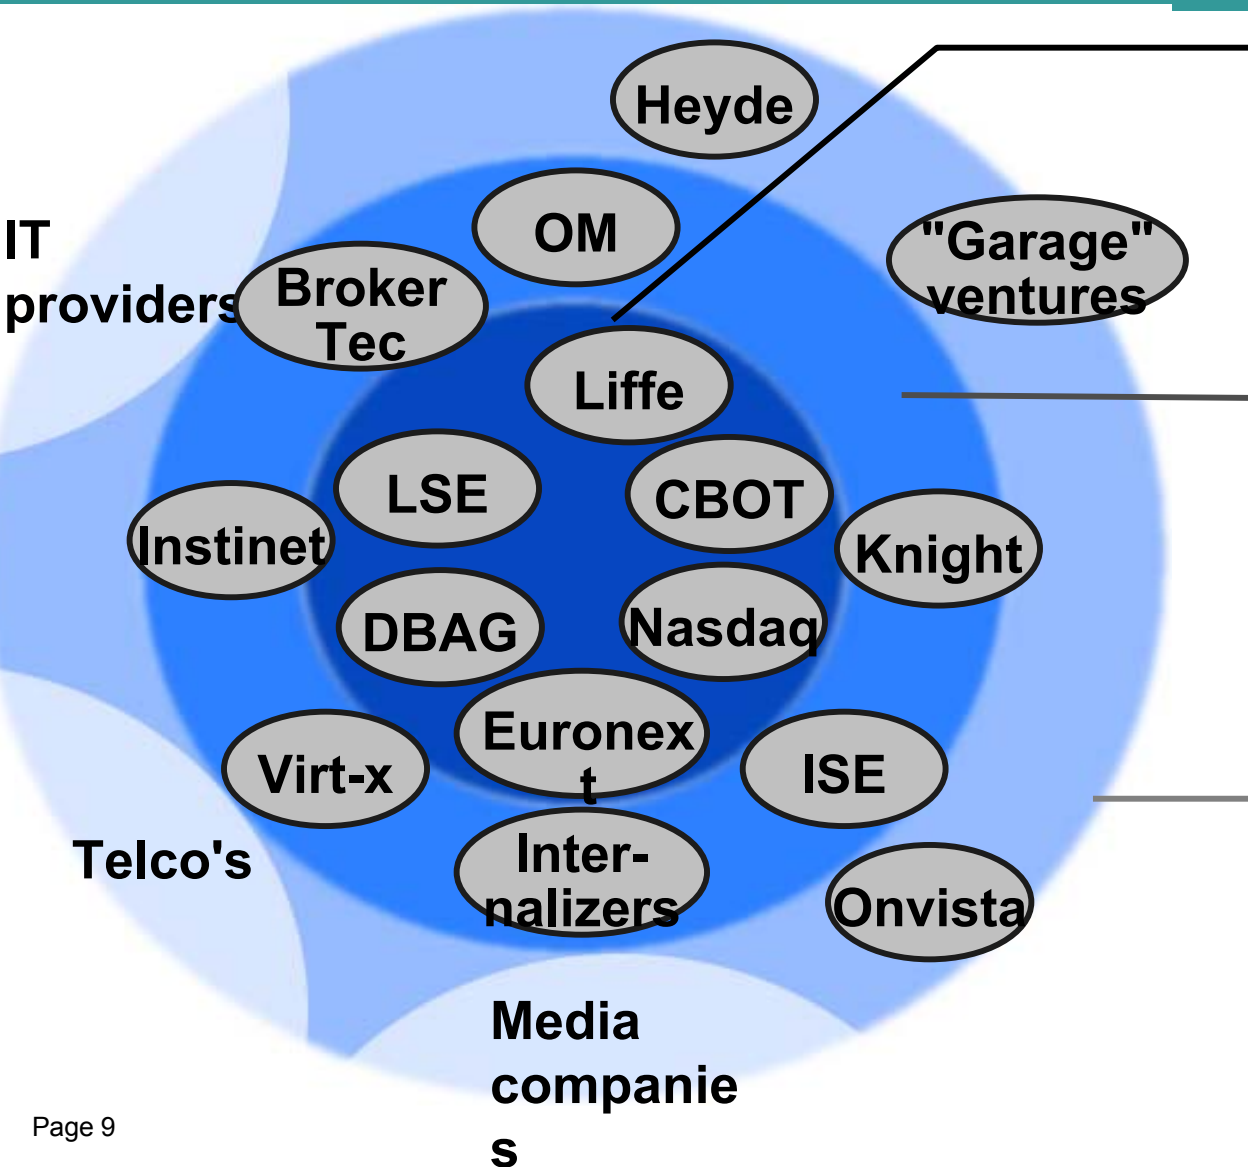 Heyde
OM
"Garage"
ventures
IT
providers
Broker
Tec
Liffe
LSE
CBOT
Instinet
Knight
DBAG
Nasdaq
Euronex
t
Virt-x
ISE
Telco's
Inter-
nalizers
Onvista
Media
companie
s
Page 9